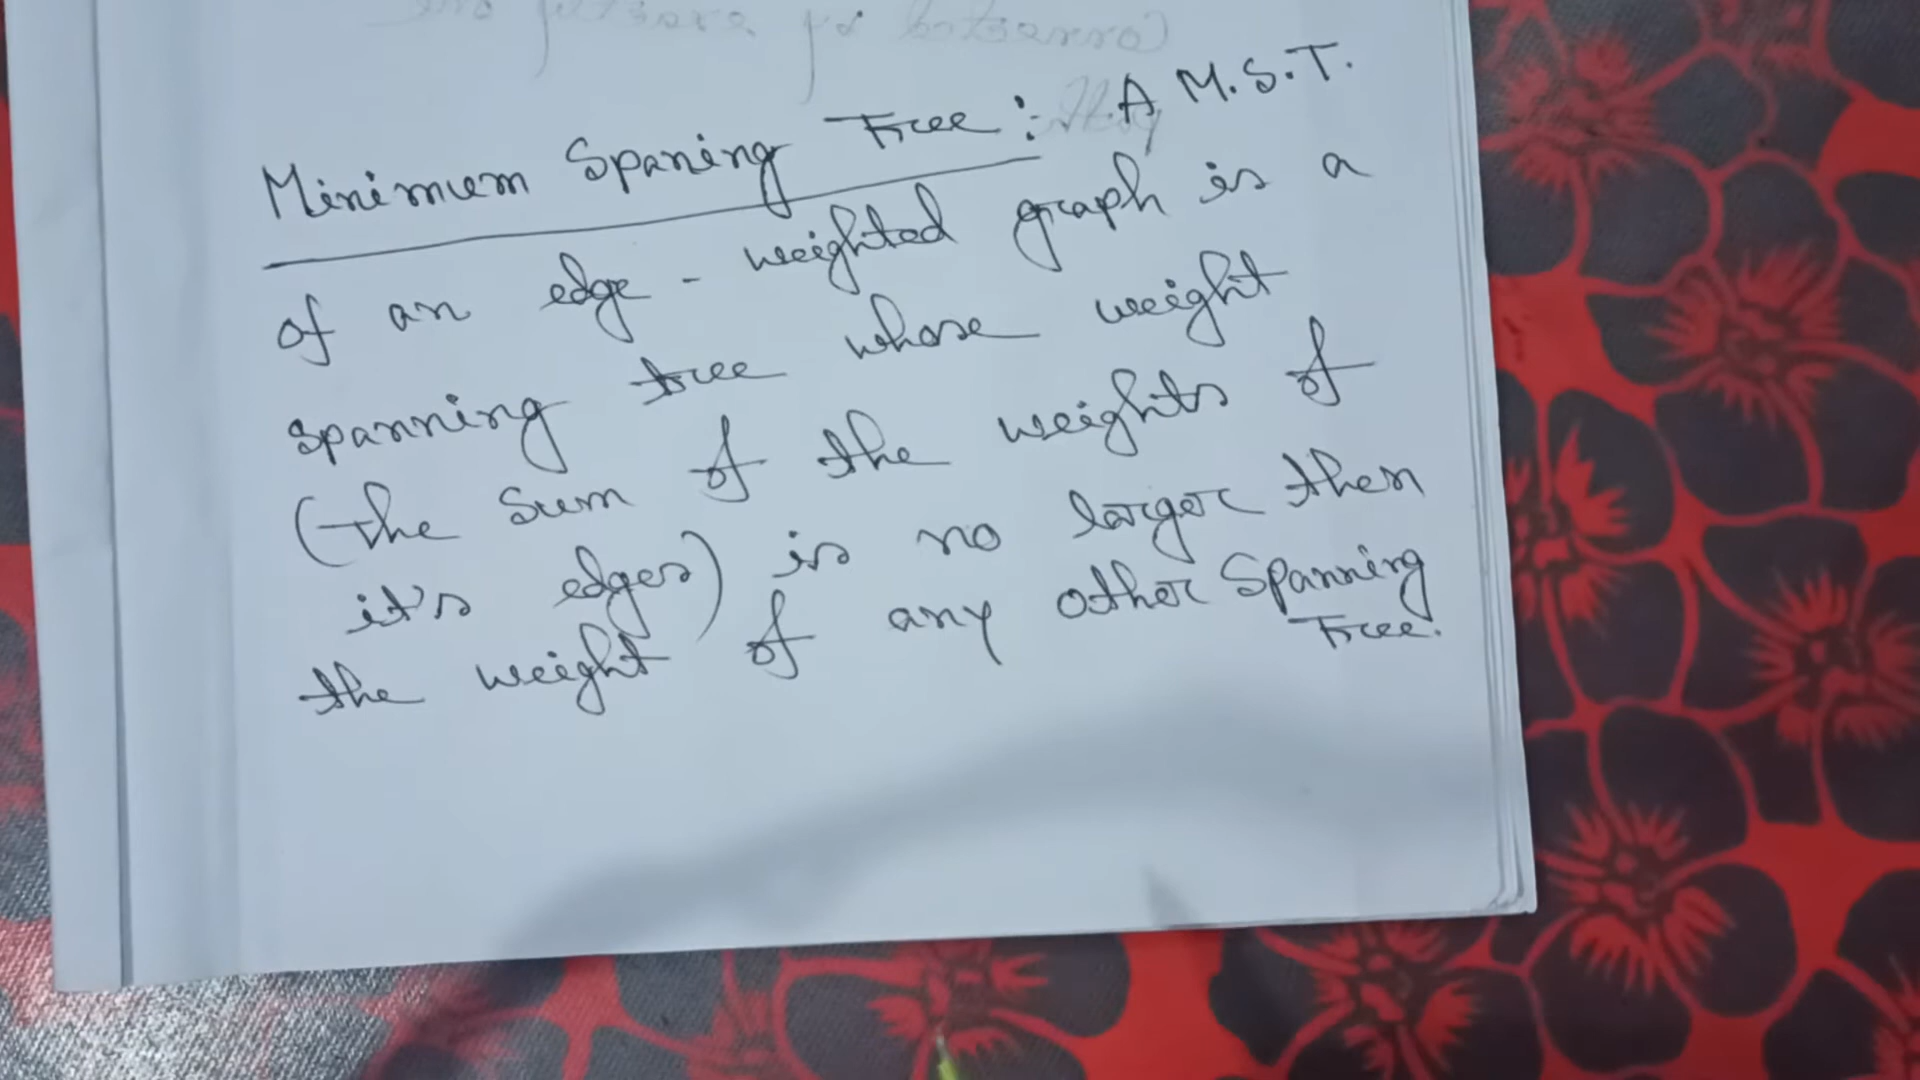 Minimum Spaning Tree: A M.S.T.
of an edge-weighted graph is a
spanning tree whose weight
(the sum of the weights of
it's edges) is no larger then
the weight of any other Spanning
Tree.